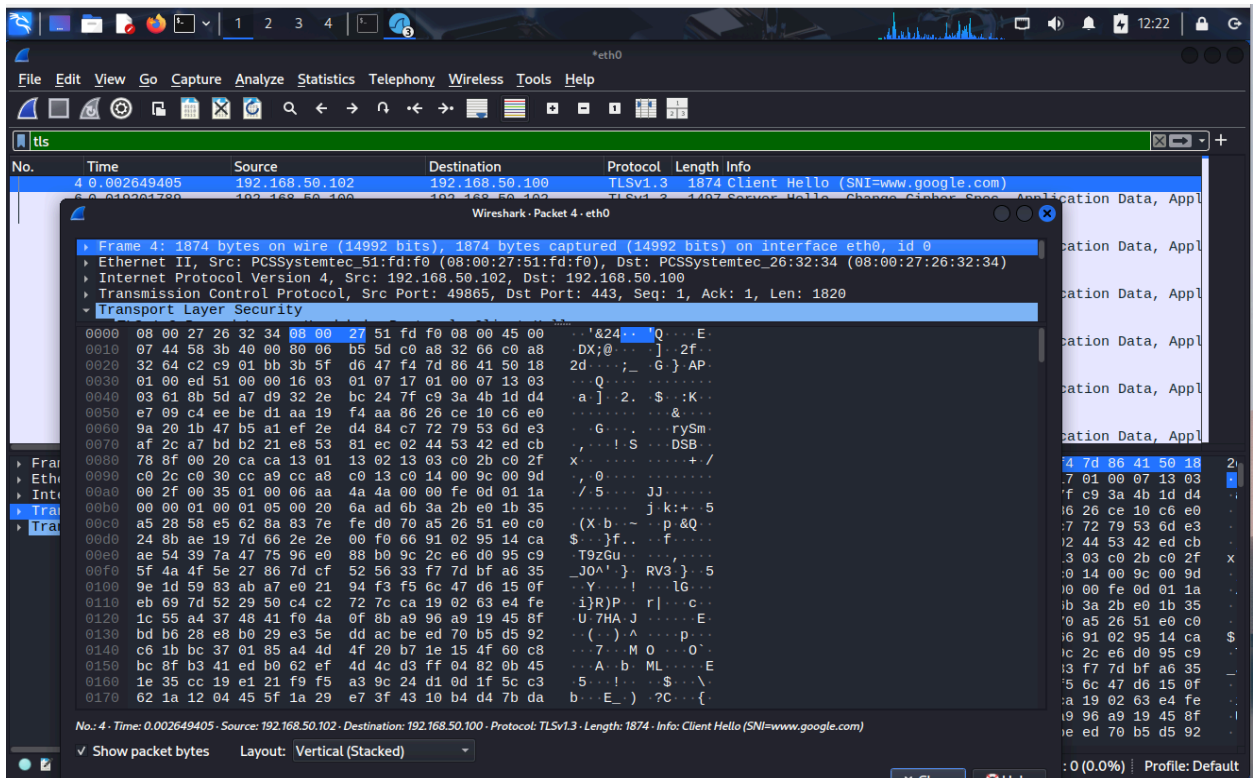 1 2 3 4 3 12:22
*eth0
File Edit View Go Capture Analyze Statistics Telephony Wireless Tools Help
tls
No. Time Source Destination Protocol Length Info
4 0.002649405 192.168.50.102 192.168.50.100 TLSv1.3 1874 Client Hello (SNI=www.google.com)
Wireshark · Packet 4 · eth0
Frame 4: 1874 bytes on wire (14992 bits), 1874 bytes captured (14992 bits) on interface eth0, id 0
Ethernet II, Src: PCSSystemtec_51:fd:f0 (08:00:27:51:fd:f0), Dst: PCSSystemtec_26:32:34 (08:00:27:26:32:34)
Internet Protocol Version 4, Src: 192.168.50.102, Dst: 192.168.50.100
Transmission Control Protocol, Src Port: 49865, Dst Port: 443, Seq: 1, Ack: 1, Len: 1820
Transport Layer Security
0000 08 00 27 26 32 34 08 00 27 51 fd f0 08 00 45 00 ··'&24·· 'Q····E·
0010 07 44 58 3b 40 00 80 06 b5 5d c0 a8 32 66 c0 a8 ·DX;@··· ·]··2f··
0020 32 64 c2 c9 01 bb 3b 5f d6 47 f4 7d 86 41 50 18 2d····;_ ·G·}·AP·
0030 01 00 ed 51 00 00 16 03 01 07 17 01 00 07 13 03 ···Q···· ········
0040 03 61 8b 5d a7 d9 32 2e bc 24 7f c9 3a 4b 1d d4 ·a·]··2. ·$··:K··
0050 e7 09 c4 ee be d1 aa 19 f4 aa 86 26 ce 10 c6 e0 ········ ···&····
0060 9a 20 1b 47 b5 a1 ef 2e d4 84 c7 72 79 53 6d e3 · ·G···. ···rySm·
0070 af 2c a7 bd b2 21 e8 53 81 ec 02 44 53 42 ed cb ·,···!·S ···DSB··
0080 78 8f 00 20 ca ca 13 01 13 02 13 03 c0 2b c0 2f x·· ···· ·····+·/
0090 c0 2c c0 30 cc a9 cc a8 c0 13 c0 14 00 9c 00 9d ·,·0···· ········
00a0 00 2f 00 35 01 00 06 aa 4a 4a 00 00 fe 0d 01 1a ·/·5···· JJ······
00b0 00 00 01 00 01 05 00 20 6a ad 6b 3a 2b e0 1b 35 ······· j·k:+··5
00c0 a5 28 58 e5 62 8a 83 7e fe d0 70 a5 26 51 e0 c0 ·(X·b··~ ··p·&Q··
00d0 24 8b ae 19 7d 66 2e 2e 00 f0 66 91 02 95 14 ca $···}f.. ··f·····
00e0 ae 54 39 7a 47 75 96 e0 88 b0 9c 2c e6 d0 95 c9 ·T9zGu·· ···,····
00f0 5f 4a 4f 5e 27 86 7d cf 52 56 33 f7 7d bf a6 35 _JO^'·}· RV3·}··5
0100 9e 1d 59 83 ab a7 e0 21 94 f3 f5 6c 47 d6 15 0f ··Y····! ···lG···
0110 eb 69 7d 52 29 50 c4 c2 72 7c ca 19 02 63 e4 fe ·i}R)P·· r|···c··
0120 1c 55 a4 37 48 41 f0 4a 0f 8b a9 96 a9 19 45 8f ·U·7HA·J ······E·
0130 bd b6 28 e8 b0 29 e3 5e dd ac be ed 70 b5 d5 92 ··(··)·^ ····p···
0140 c6 1b bc 37 01 85 a4 4d 4f 20 b7 1e 15 4f 60 c8 ···7···M O ···O`·
0150 bc 8f b3 41 ed b0 62 ef 4d 4c d3 ff 04 82 0b 45 ···A··b· ML·····E
0160 1e 35 cc 19 e1 21 f9 f5 a3 9c 24 d1 0d 1f 5c c3 ·5···!·· ··$···\·
0170 62 1a 12 04 45 5f 1a 29 e7 3f 43 10 b4 d4 7b da b···E_·) ·?C···{·
No.: 4 · Time: 0.002649405 · Source: 192.168.50.102 · Destination: 192.168.50.100 · Protocol: TLSv1.3 · Length: 1874 · Info: Client Hello (SNI=www.google.com)
Show packet bytes Layout: Vertical (Stacked)
: 0 (0.0%) Profile: Default